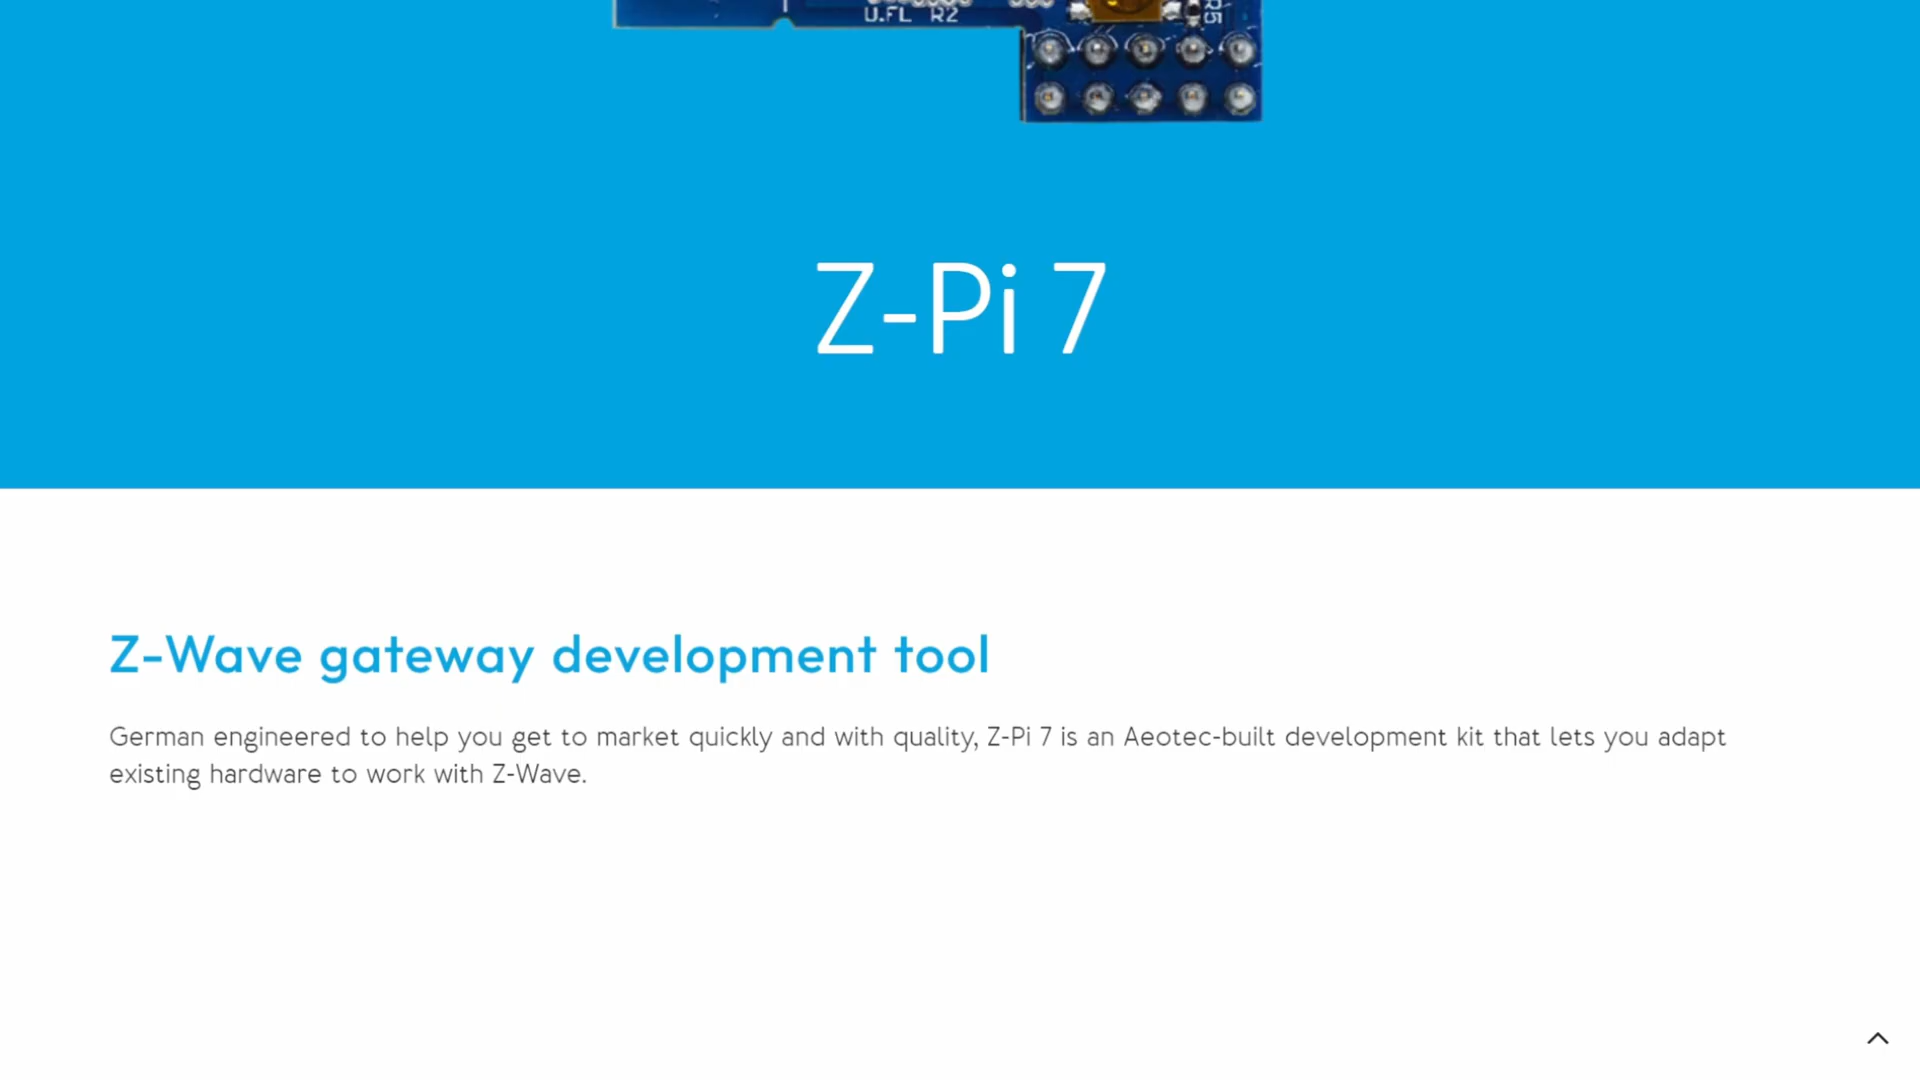 U.FL R2
R5
Z-Pi 7
Z-Wave gateway development tool
German engineered to help you get to market quickly and with quality, Z-Pi 7 is an Aeotec-built development kit that lets you adapt
existing hardware to work with Z-Wave.